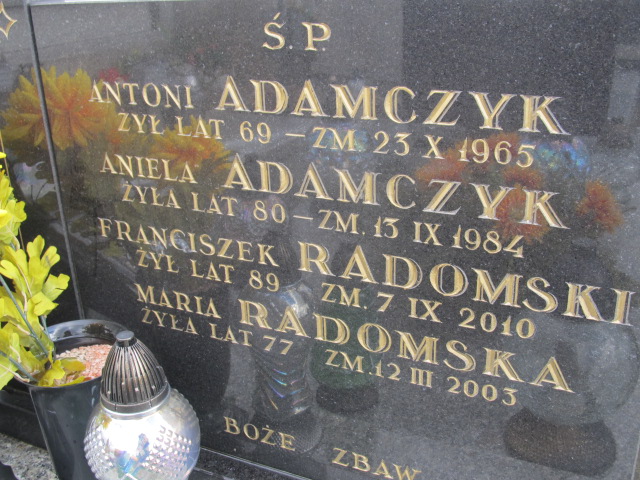 Ś.P.
ANTONI ADAMCZYK
ŻYŁ LAT 69 – ZM. 23 X 1965
ANIELA ADAMCZYK
ŻYŁA LAT 80 – ZM. 13 IX 1984
FRANCISZEK RADOMSKI
ŻYŁ LAT 89 ZM. 7 IX 2010
MARIA RADOMSKA
ŻYŁA LAT 77 ZM. 12 III 2003
BOŻE ZBAW